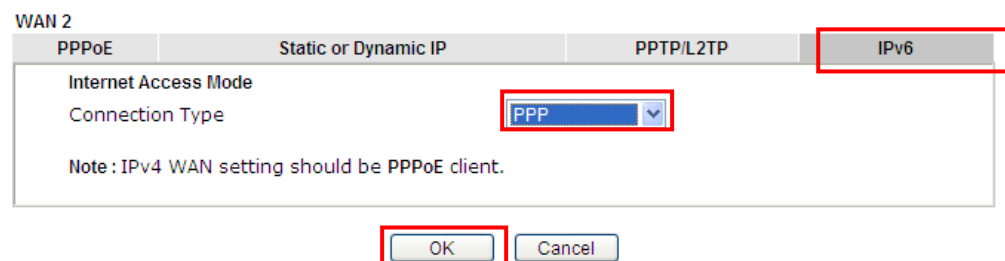 WAN 2
PPPoE Static or Dynamic IP PPTP/L2TP IPv6
Internet Access Mode
Connection Type PPP
Note : IPv4 WAN setting should be PPPoE client.
OK Cancel